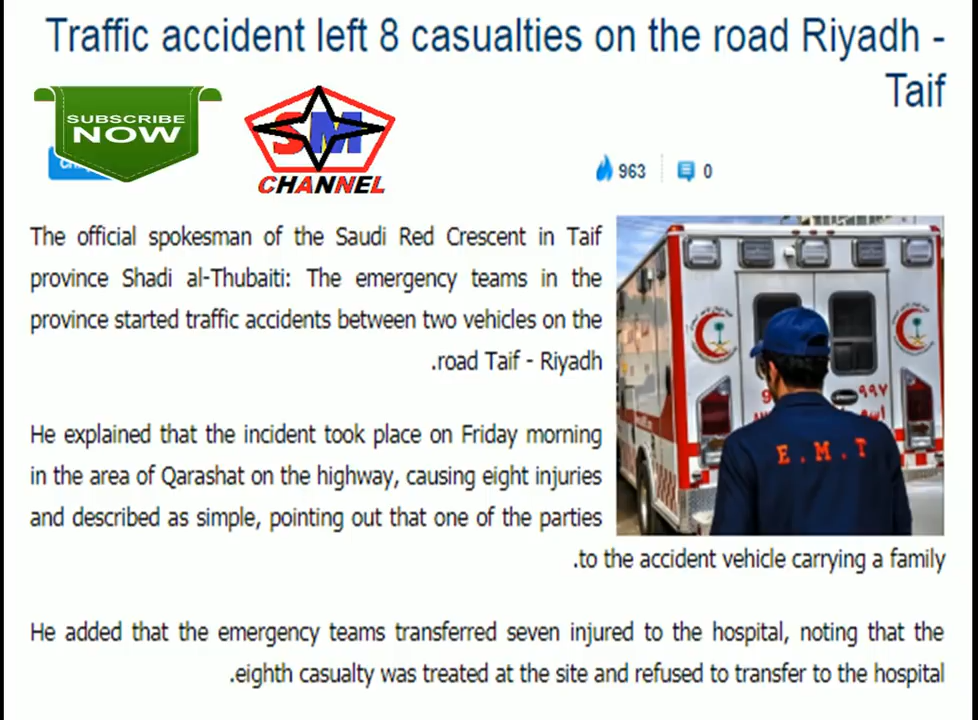 Traffic accident left 8 casualties on the road Riyadh -
Taif
SUBSCRIBE
NOW
SM
CHANNEL
963
0
The official spokesman of the Saudi Red Crescent in Taif
province Shadi al-Thubaiti: The emergency teams in the
province started traffic accidents between two vehicles on the
.road Taif - Riyadh
He explained that the incident took place on Friday morning
in the area of Qarashat on the highway, causing eight injuries
and described as simple, pointing out that one of the parties
.to the accident vehicle carrying a family
He added that the emergency teams transferred seven injured to the hospital, noting that the
.eighth casualty was treated at the site and refused to transfer to the hospital
٩٩٧
E.M.T